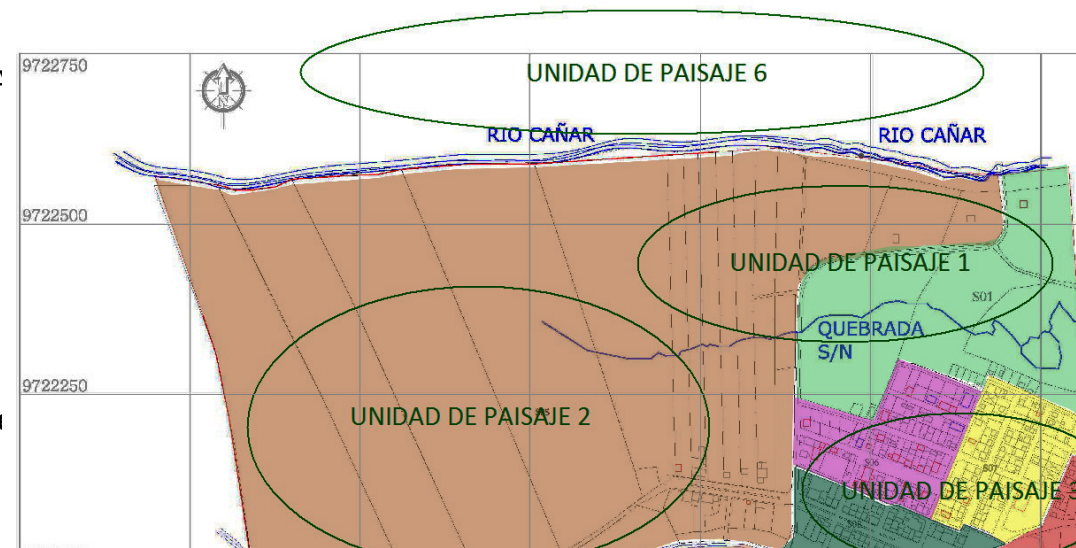 9722750
UNIDAD DE PAISAJE 6
N
RIO CAÑAR
RIO CAÑAR
9722500
UNIDAD DE PAISAJE 1
S01
QUEBRADA
S/N
9722250
UNIDAD DE PAISAJE 2
S07
UNIDAD DE PAISAJE 3